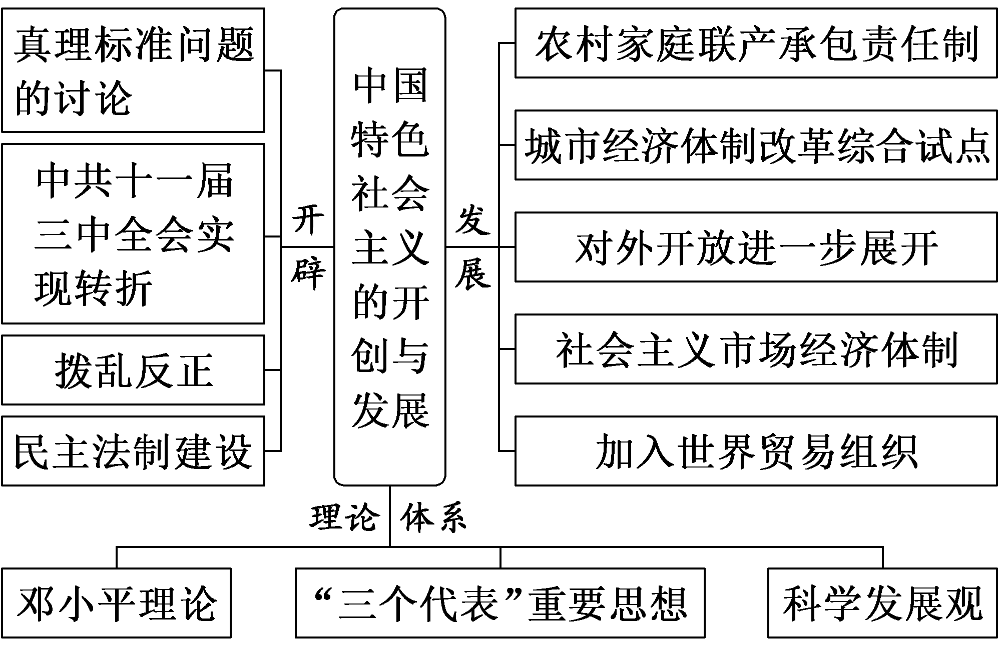 真理标准问题
的讨论
中共十一届
三中全会实
现转折
拨乱反正
民主法制建设
开
辟
中国
特色
社会
主义
的开
创与
发展
发
展
农村家庭联产承包责任制
城市经济体制改革综合试点
对外开放进一步展开
社会主义市场经济体制
加入世界贸易组织
理论 体系
邓小平理论
“三个代表”重要思想
科学发展观